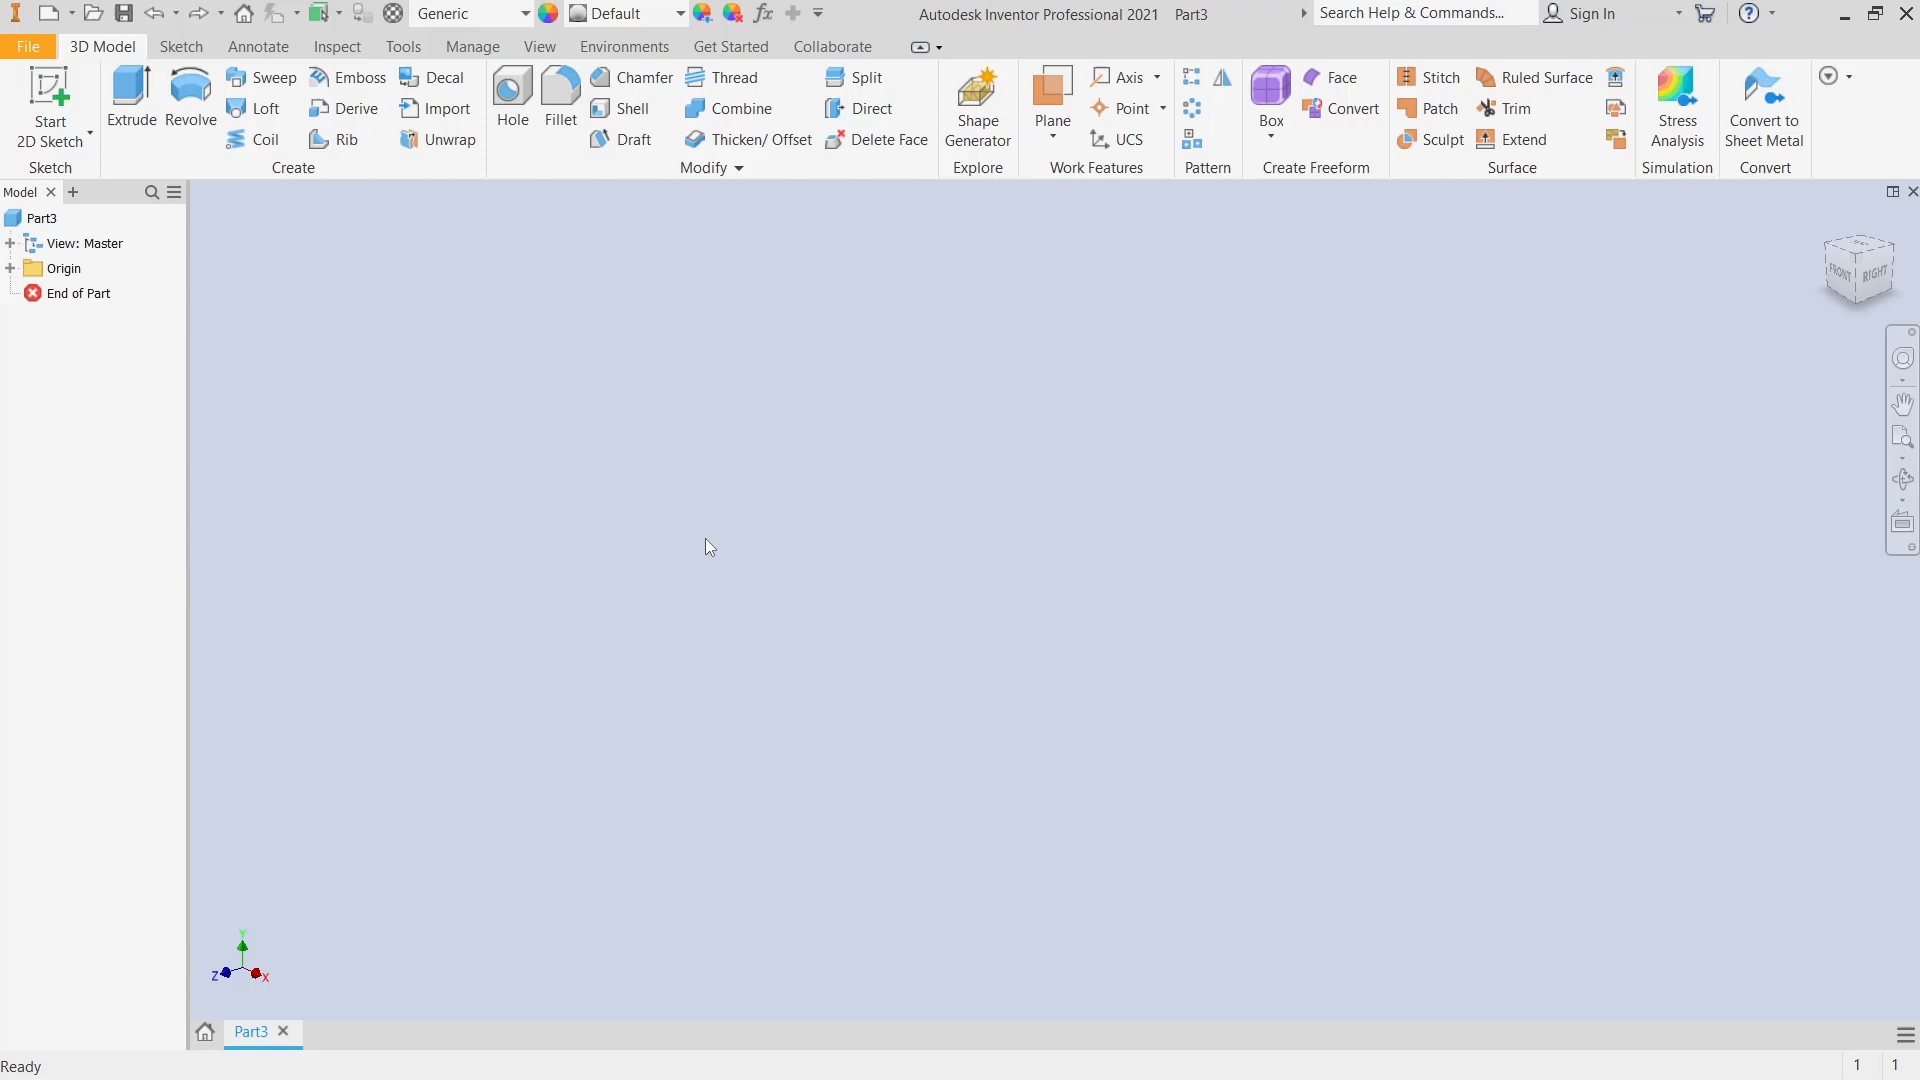 Generic Default Autodesk Inventor Professional 2021 Part3 Search Help & Commands... Sign In
File 3D Model Sketch Annotate Inspect Tools Manage View Environments Get Started Collaborate
Start
2D Sketch
Sketch
Extrude Revolve
Sweep Emboss Decal
Loft Derive Import
Coil Rib Unwrap
Create
Hole Fillet
Chamfer Thread Split
Shell Combine Direct
Draft Thicken/ Offset Delete Face
Modify
Shape
Generator
Explore
Plane
Axis
Point
UCS
Work Features
Pattern
Box
Face
Convert
Create Freeform
Stitch Ruled Surface
Patch Trim
Sculpt Extend
Surface
Stress
Analysis
Simulation
Convert to
Sheet Metal
Convert
Model
Part3
View: Master
Origin
End of Part
FRONT RIGHT
Y
Z X
Part3
Ready 1 1